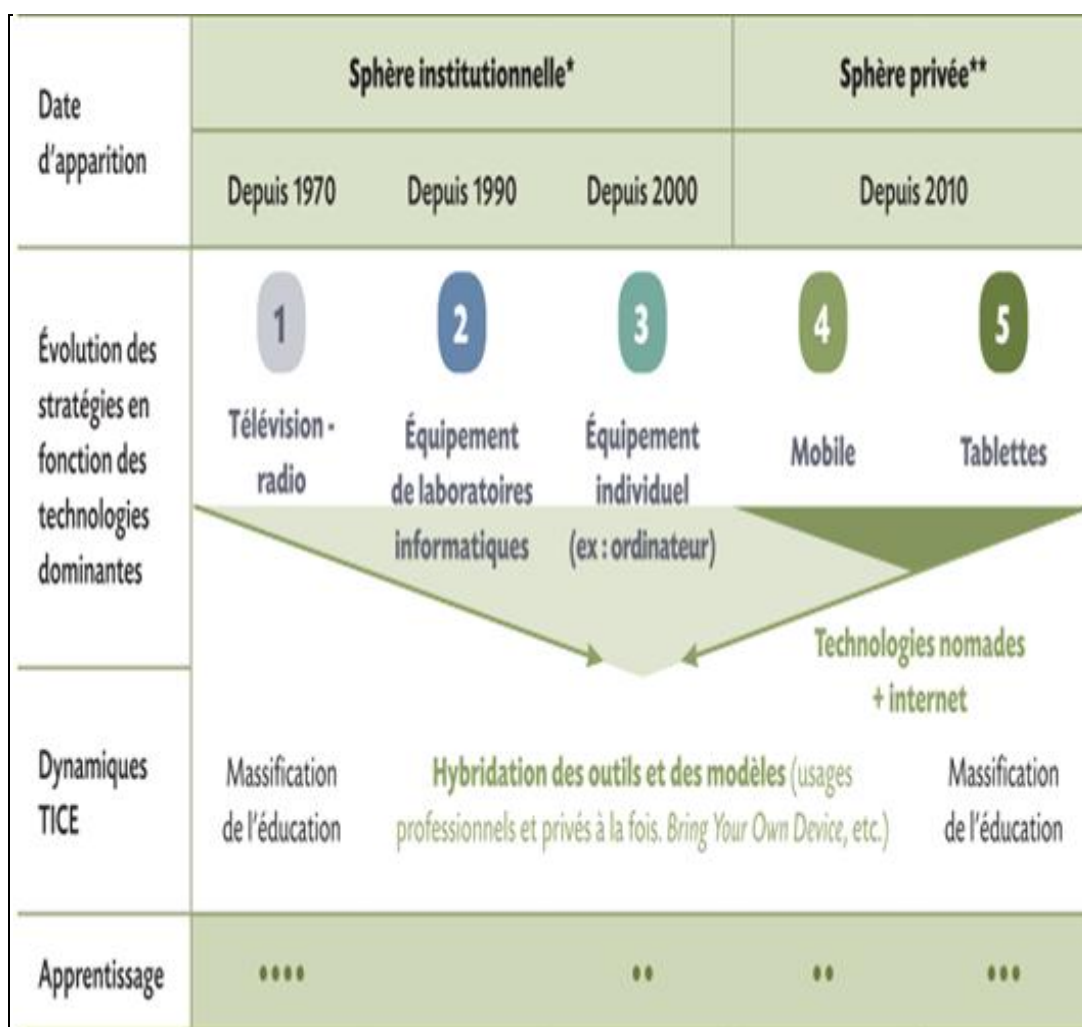 Date
d'apparition
Sphère institutionnelle*
Sphère privée**
Depuis 1970
Depuis 1990
Depuis 2000
Depuis 2010
Évolution des
stratégies en
fonction des
technologies
dominantes
1
Télévision -
radio
2
Équipement
de laboratoires
informatiques
3
Équipement
individuel
(ex : ordinateur)
4
Mobile
5
Tablettes
Technologies nomades
+ internet
Dynamiques
TICE
Massification
de l'éducation
Hybridation des outils et des modèles (usages
professionnels et privés à la fois. Bring Your Own Device, etc.)
Massification
de l'éducation
Apprentissage
••••
••
••
•••